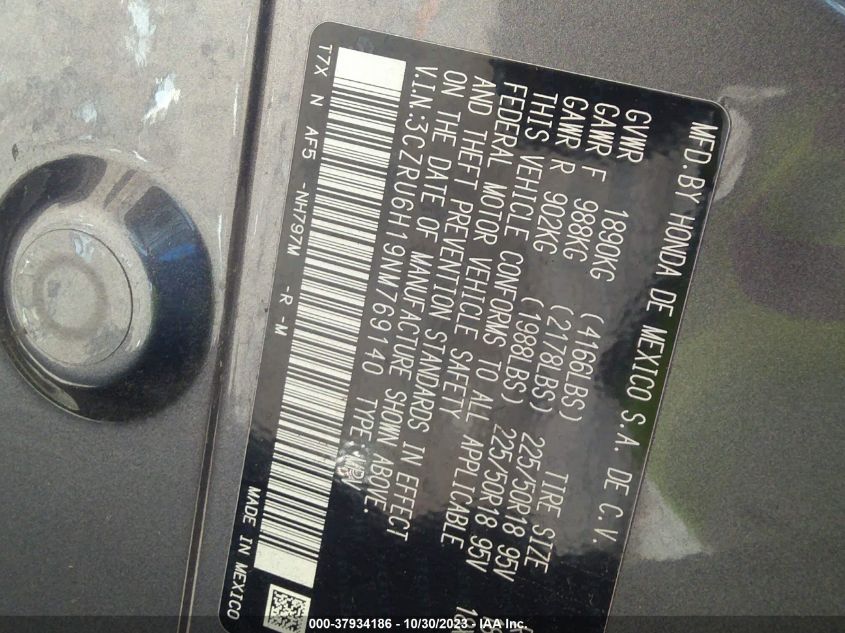 MFD. BY HONDA DE MEXICO S.A. DE C.V.
GVWR 1890KG (4166LBS) TIRE SIZE
GAWR F 988KG (2178LBS) 225/50R18 95V
GAWR R 902KG (1988LBS) 225/50R18 95V
THIS VEHICLE CONFORMS TO ALL APPLICABLE
FEDERAL MOTOR VEHICLE SAFETY
AND THEFT PREVENTION STANDARDS IN EFFECT
ON THE DATE OF MANUFACTURE SHOWN ABOVE.
V.I.N:3CZRU6H19NM769140 TYPE:MPV
T7X N AF5 -NH797M -R -M MADE IN MEXICO
000-37934186 - 10/30/2023 - IAA Inc.